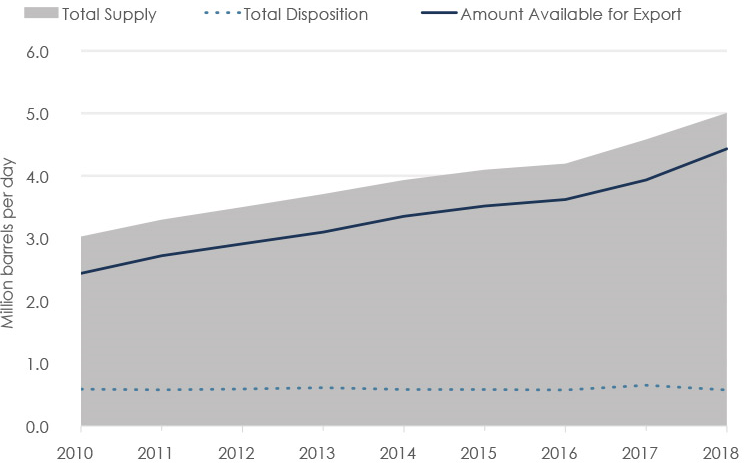 Total Supply Total Disposition Amount Available for Export
6.0
5.0
4.0
3.0
2.0
1.0
0.0
Million barrels per day
2010 2011 2012 2013 2014 2015 2016 2017 2018